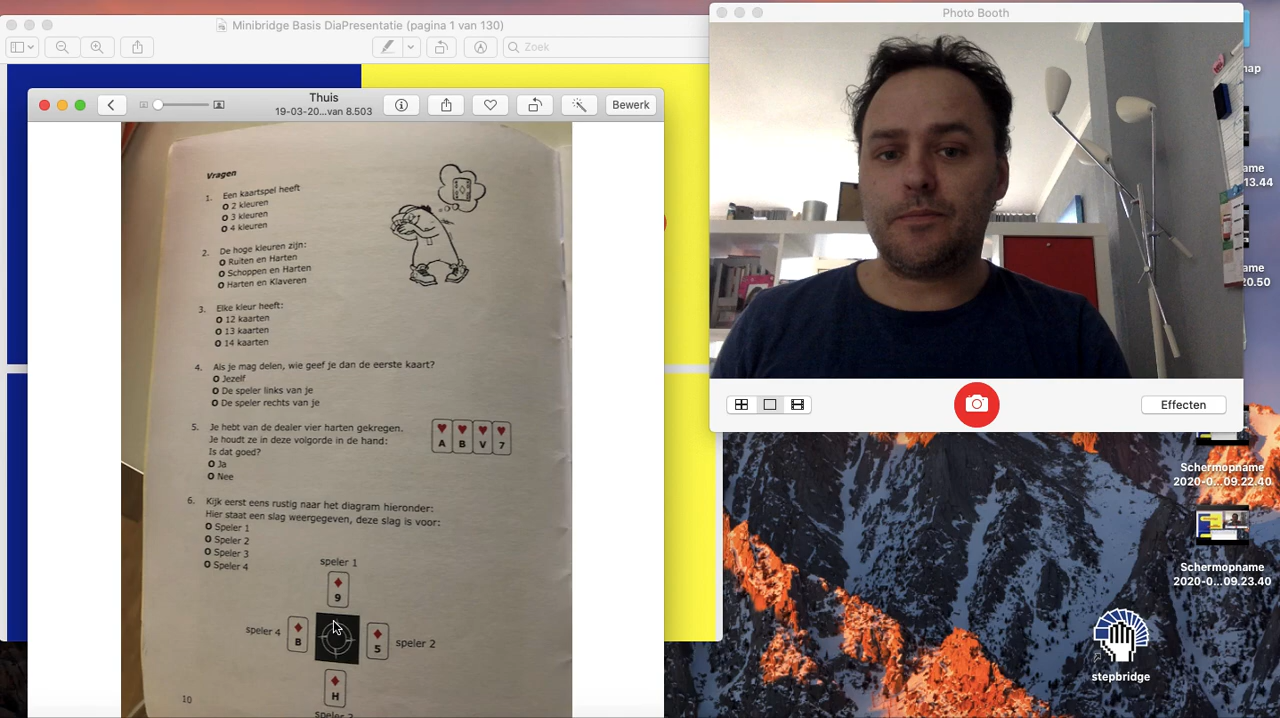 Minibridge Basis DiaPresentatie (pagina 1 van 130)
Zoek
Thuis
19-03-20...van 8.503
Bewerk
Vragen
1. Een kaartspel heeft
O 2 kleuren
O 3 kleuren
O 4 kleuren
2. De hoge kleuren zijn:
O Ruiten en Harten
O Schoppen en Harten
O Harten en Klaveren
3. Elke kleur heeft:
O 12 kaarten
O 13 kaarten
O 14 kaarten
4. Als je mag delen, wie geef je dan de eerste kaart?
O Jezelf
O De speler links van je
O De speler rechts van je
5. Je hebt van de dealer vier harten gekregen.
Je houdt ze in deze volgorde in de hand:
Is dat goed?
O Ja
O Nee
A B V 7
6. Kijk eerst eens rustig naar het diagram hieronder:
Hier staat een slag weergegeven, deze slag is voor:
O Speler 1
O Speler 2
O Speler 3
O Speler 4
speler 1
9
speler 4
B
5
speler 2
H
10
Photo Booth
Effecten
Schermopname
2020-0...09.22.40
Schermopname
2020-0...09.23.40
stepbridge